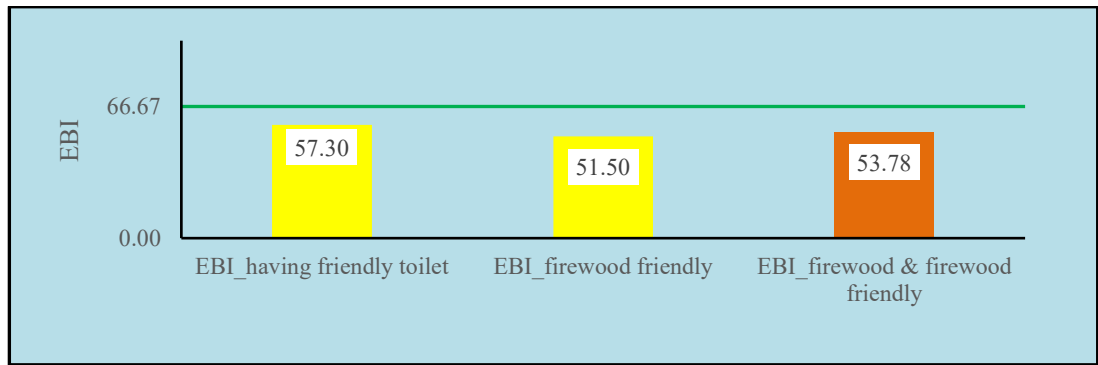 66.67
EBI
57.30
51.50
53.78
0.00
EBI_having friendly toilet
EBI_firewood friendly
EBI_firewood & firewood
friendly